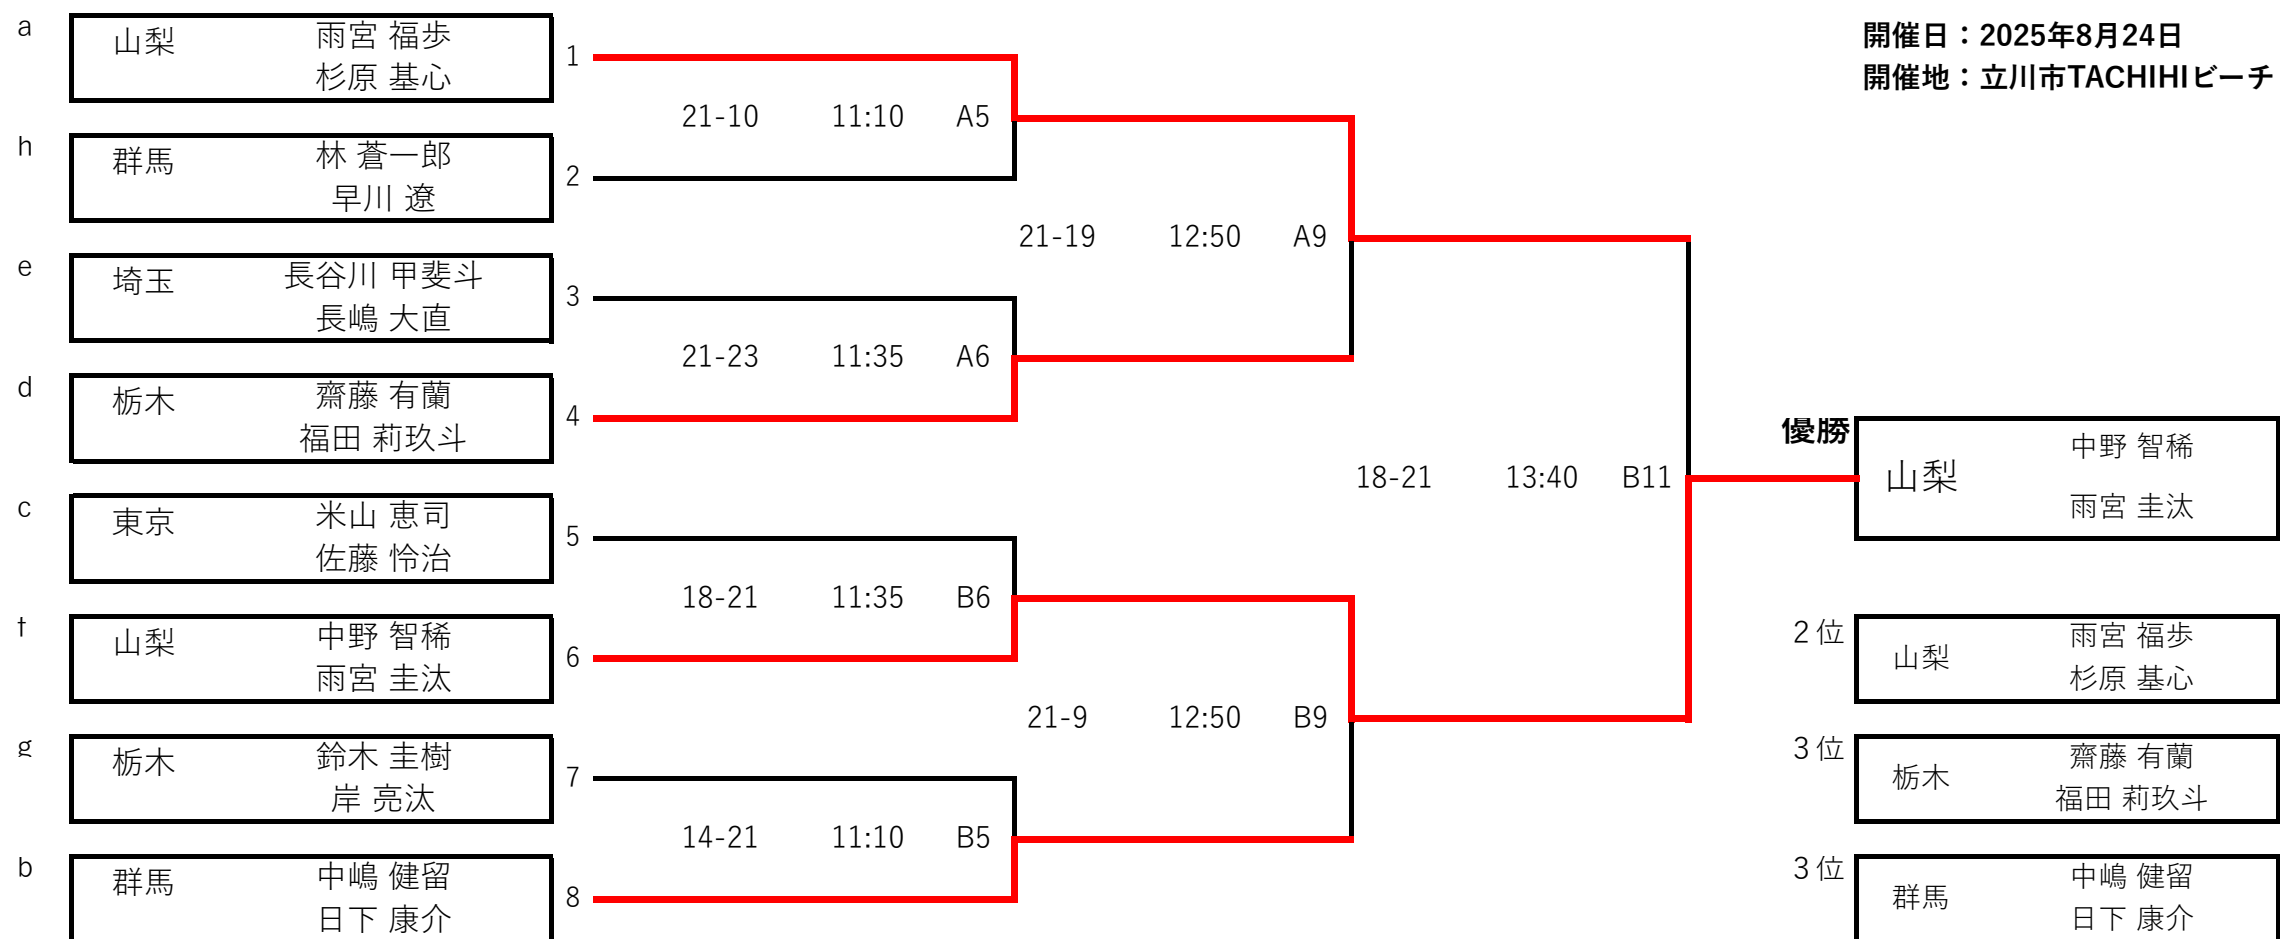 開催日：2025年8月24日
開催地：立川市TACHIHIビーチ
a
山梨
雨宮 福歩
杉原 基心
1
21-10 11:10 A5
h
群馬
林 蒼一郎
早川 遼
2
21-19 12:50 A9
e
埼玉
長谷川 甲斐斗
長嶋 大直
3
21-23 11:35 A6
d
栃木
齋藤 有蘭
福田 莉玖斗
4
18-21 13:40 B11
c
東京
米山 恵司
佐藤 怜治
5
18-21 11:35 B6
f
山梨
中野 智稀
雨宮 圭汰
6
21-9 12:50 B9
g
栃木
鈴木 圭樹
岸 亮汰
7
14-21 11:10 B5
b
群馬
中嶋 健留
日下 康介
8
優勝
山梨
中野 智稀
雨宮 圭汰
2位
山梨
雨宮 福歩
杉原 基心
3位
栃木
齋藤 有蘭
福田 莉玖斗
3位
群馬
中嶋 健留
日下 康介